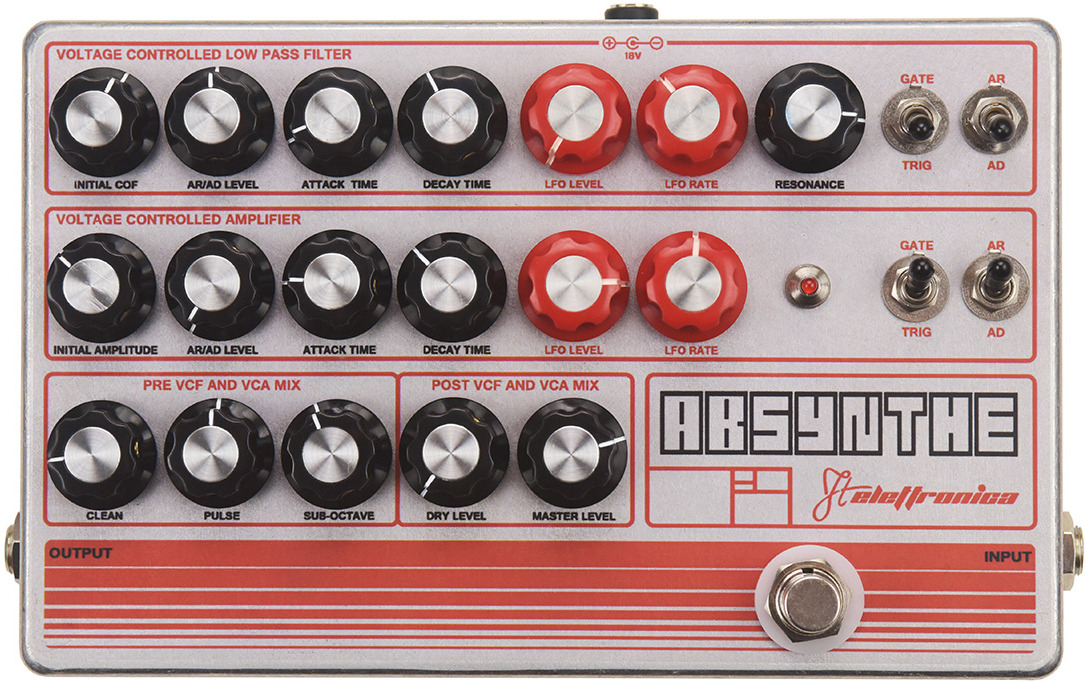 18V
VOLTAGE CONTROLLED LOW PASS FILTER
GATE AR
INITIAL COF AR/AD LEVEL ATTACK TIME DECAY TIME LFO LEVEL LFO RATE RESONANCE
TRIG AD
VOLTAGE CONTROLLED AMPLIFIER
GATE AR
INITIAL AMPLITUDE AR/AD LEVEL ATTACK TIME DECAY TIME LFO LEVEL LFO RATE
TRIG AD
PRE VCF AND VCA MIX
CLEAN PULSE SUB-OCTAVE
POST VCF AND VCA MIX
DRY LEVEL MASTER LEVEL
ABSYNTHE
Jt elettronica
OUTPUT INPUT